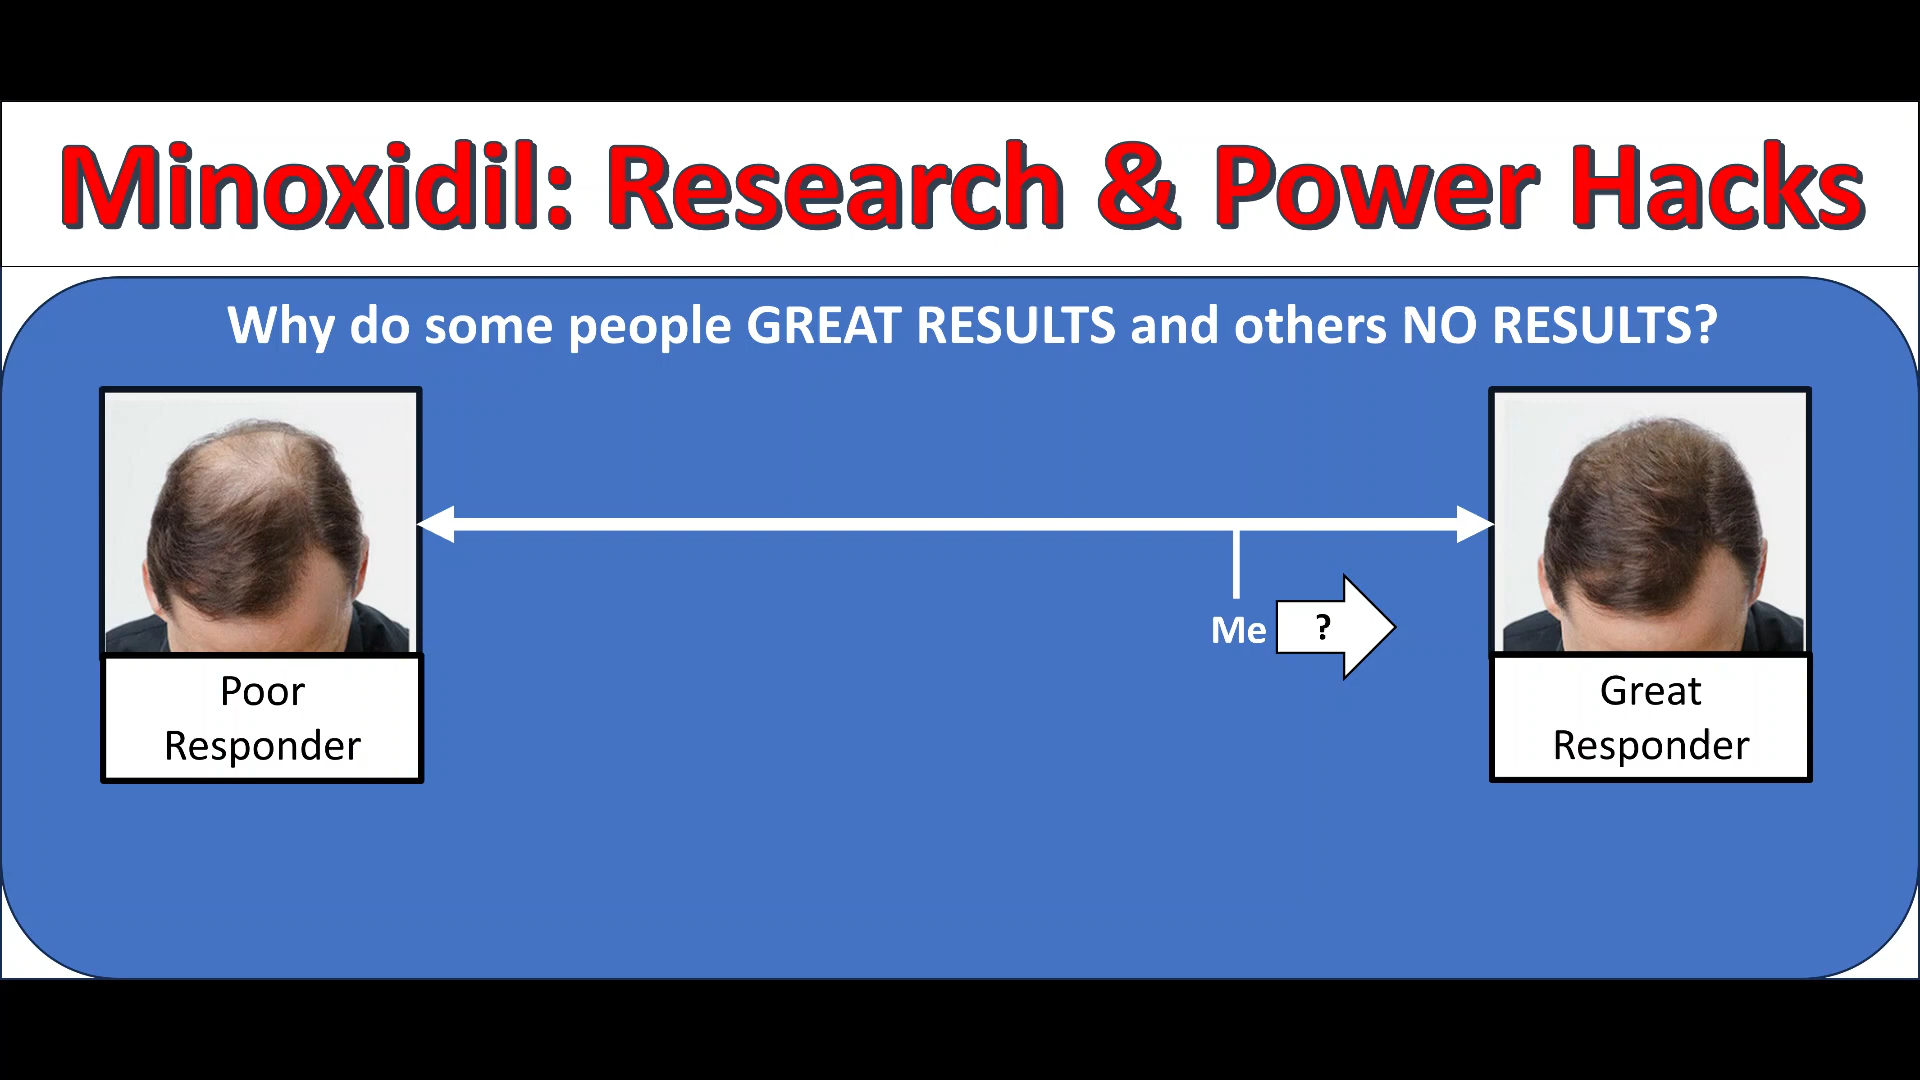 Minoxidil: Research & Power Hacks
Why do some people GREAT RESULTS and others NO RESULTS?
Me
?
Poor
Responder
Great
Responder